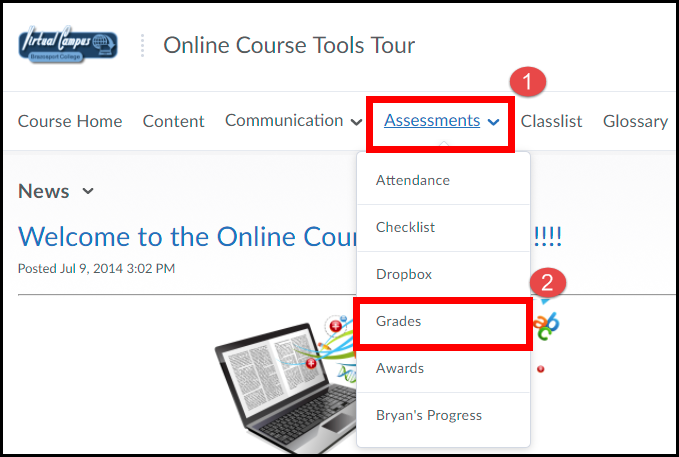 Virtual Campus
Brazosport College
Online Course Tools Tour
1
Course Home Content Communication Assessments Classlist Glossary
Attendance
News
Checklist
Welcome to the Online Cour !!!!
Posted Jul 9, 2014 3:02 PM
Dropbox
2
Grades
abc
Awards
Bryan's Progress